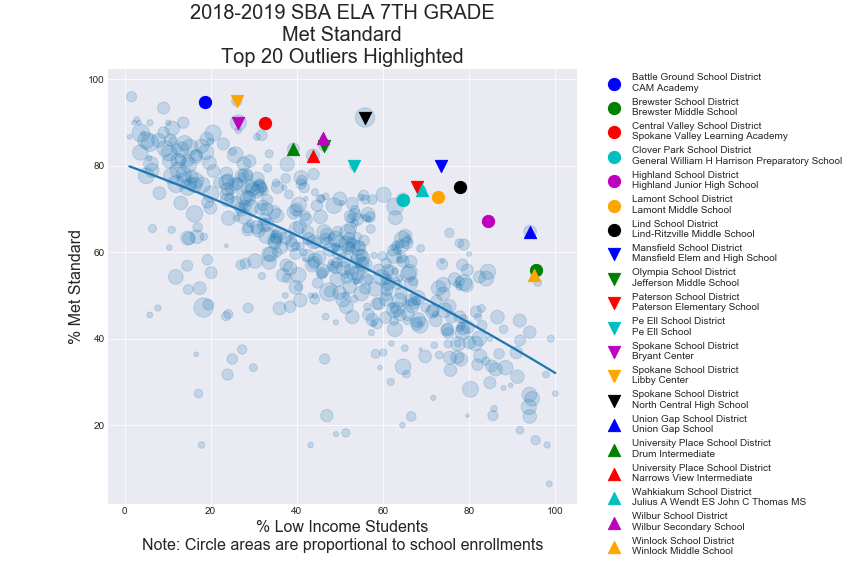 2018-2019 SBA ELA 7TH GRADE
Met Standard
Top 20 Outliers Highlighted
100
80
60
40
20
% Met Standard
0
20
40
60
80
100
% Low Income Students
Note: Circle areas are proportional to school enrollments
Battle Ground School District
CAM Academy
Brewster School District
Brewster Middle School
Central Valley School District
Spokane Valley Learning Academy
Clover Park School District
General William H Harrison Preparatory School
Highland School District
Highland Junior High School
Lamont School District
Lamont Middle School
Lind School District
Lind-Ritzville Middle School
Mansfield School District
Mansfield Elem and High School
Olympia School District
Jefferson Middle School
Paterson School District
Paterson Elementary School
Pe Ell School District
Pe Ell School
Spokane School District
Bryant Center
Spokane School District
Libby Center
Spokane School District
North Central High School
Union Gap School District
Union Gap School
University Place School District
Drum Intermediate
University Place School District
Narrows View Intermediate
Wahkiakum School District
Julius A Wendt ES John C Thomas MS
Wilbur School District
Wilbur Secondary School
Winlock School District
Winlock Middle School